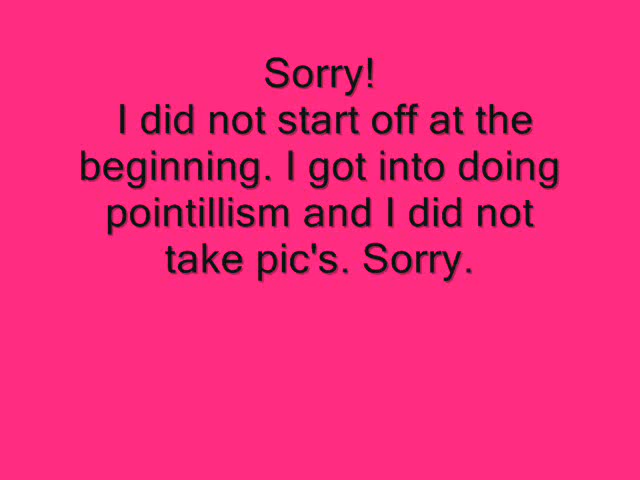 Sorry!
I did not start off at the
beginning. I got into doing
pointillism and I did not
take pic's. Sorry.